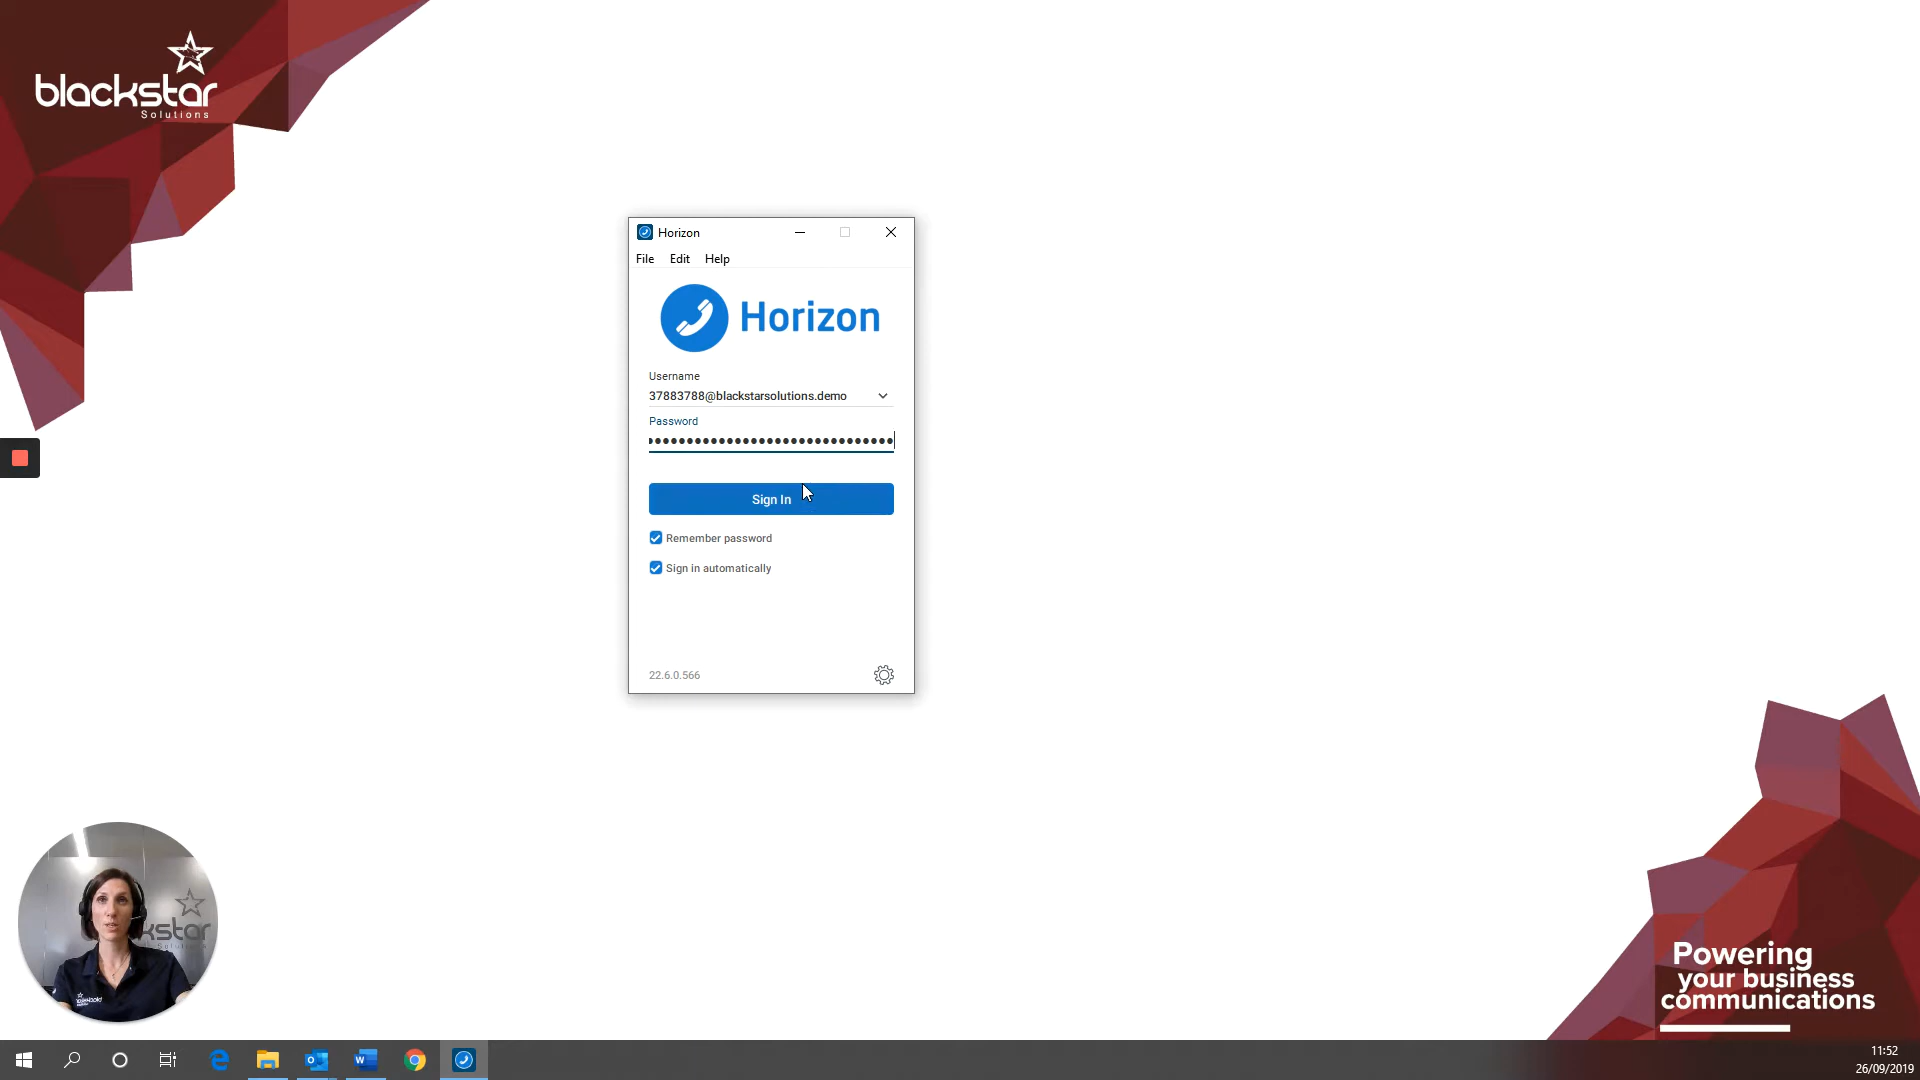 blackstar
Solutions
Horizon
File Edit Help
Horizon
Username
37883788@blackstarsolutions.demo
Password
Sign In
Remember password
Sign in automatically
22.6.0.566
kstar
Powering
your business
communications
11:52
26/09/2019